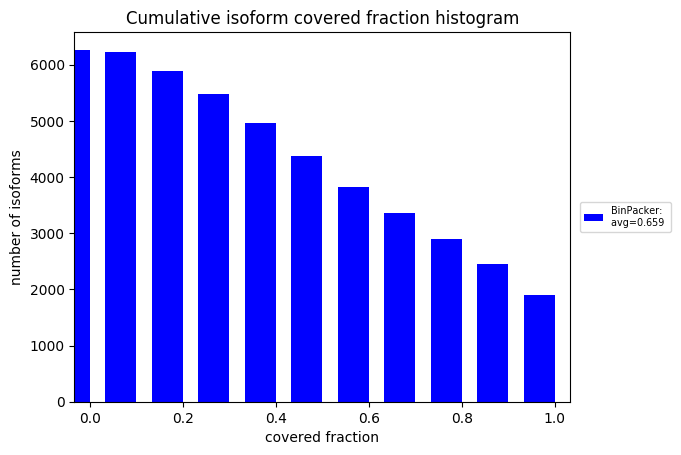 Cumulative isoform covered fraction histogram
number of isoforms
6000
5000
4000
3000
2000
1000
0
0.0
0.2
0.4
0.6
0.8
1.0
covered fraction
BinPacker:
avg=0.659